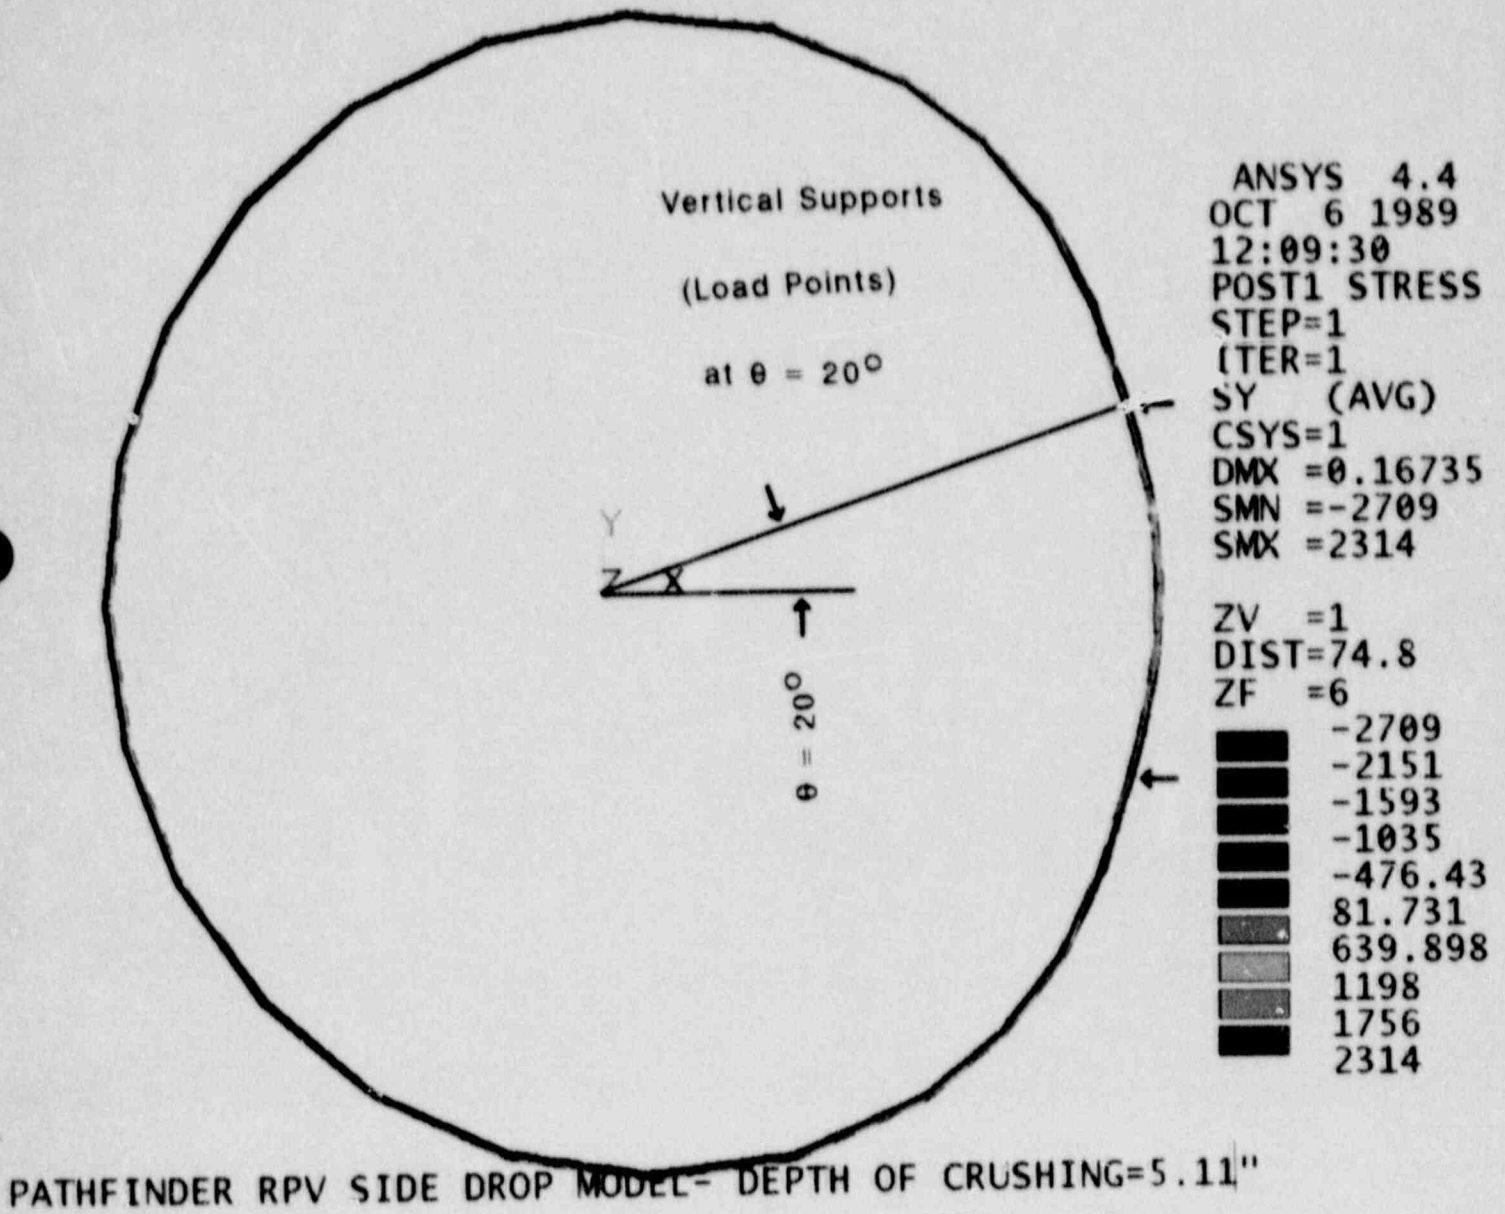 Vertical Supports
(Load Points)
at θ = 20°
Y
Z X
θ = 20°
ANSYS 4.4
OCT 6 1989
12:09:30
POST1 STRESS
STEP=1
ITER=1
SY (AVG)
CSYS=1
DMX =0.16735
SMN =-2709
SMX =2314
ZV =1
DIST=74.8
ZF =6
-2709
-2151
-1593
-1035
-476.43
81.731
639.898
1198
1756
2314
PATHFINDER RPV SIDE DROP MODEL- DEPTH OF CRUSHING=5.11"